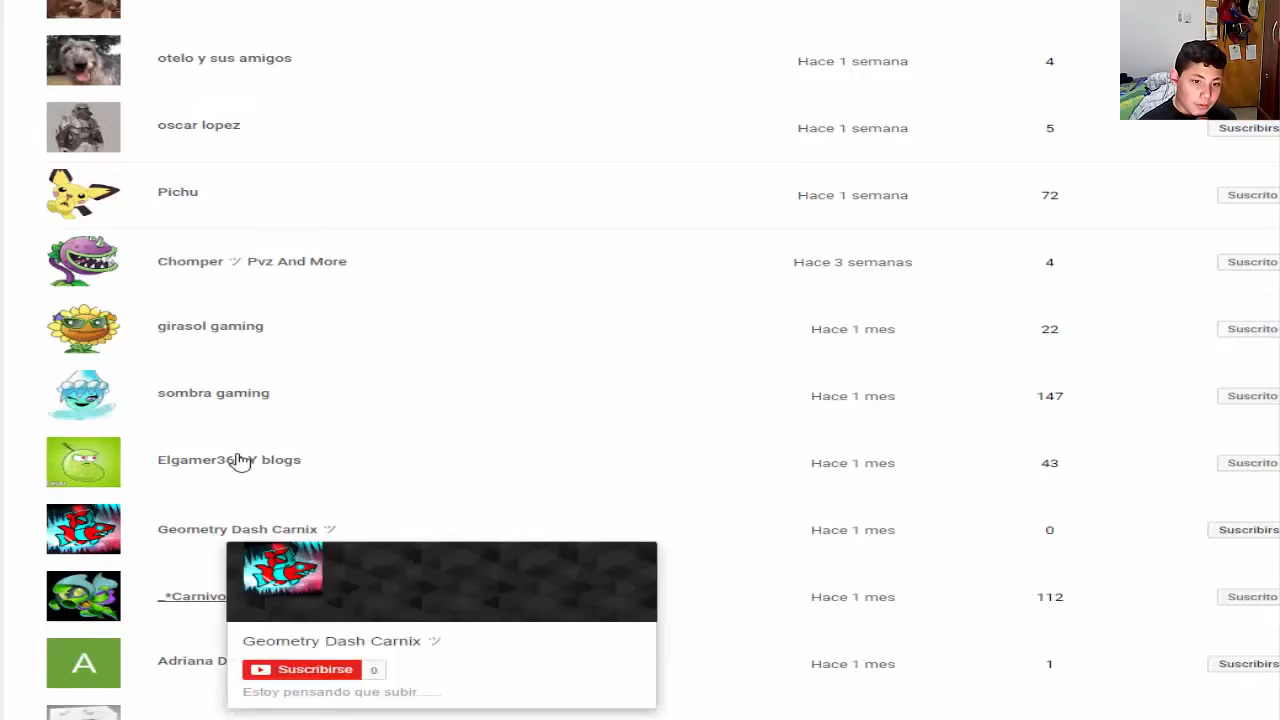 otelo y sus amigos Hace 1 semana 4
oscar lopez Hace 1 semana 5 Suscribirs
Pichu Hace 1 semana 72 Suscrito
Chomper ツ Pvz And More Hace 3 semanas 4 Suscrito
girasol gaming Hace 1 mes 22 Suscrito
sombra gaming Hace 1 mes 147 Suscrito
blogs Hace 1 mes 43 Suscrito
Geometry Dash Carnix ツ Hace 1 mes 0 Suscribirs
_*Carnivo Hace 1 mes 112 Suscrito
Geometry Dash Carnix ツ
Adriana D Hace 1 mes 1 Suscribirs
A
Suscribirse 0
Estoy pensando que subir.......